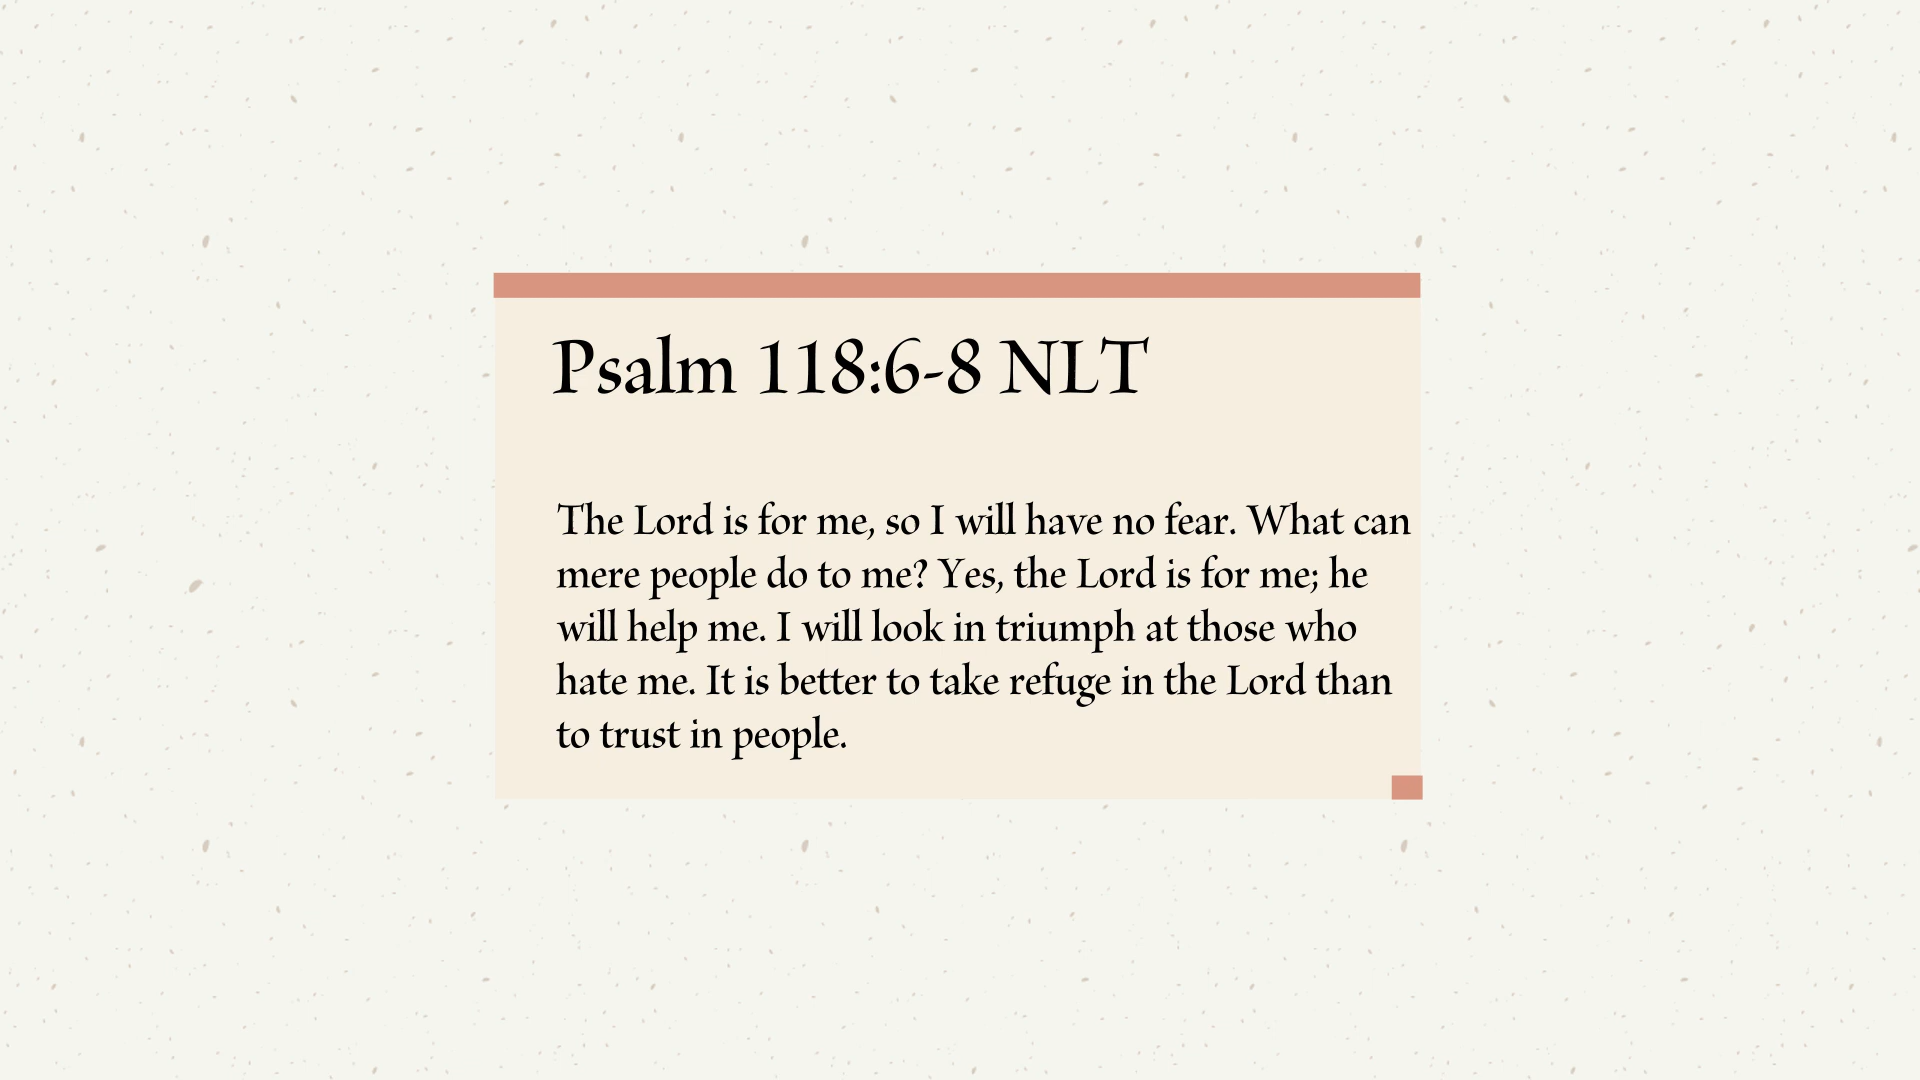 Psalm 118:6-8 NLT
The Lord is for me, so I will have no fear. What can
mere people do to me? Yes, the Lord is for me; he
will help me. I will look in triumph at those who
hate me. It is better to take refuge in the Lord than
to trust in people.